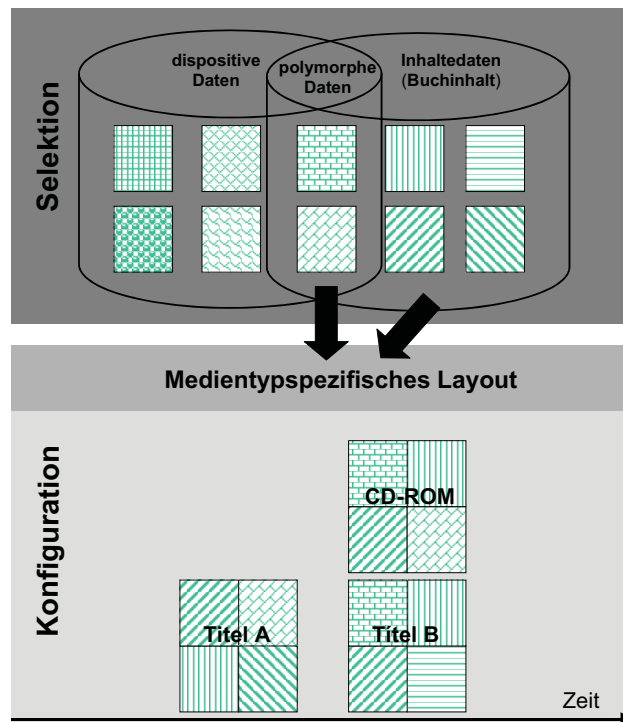 Selektion
dispositive
Daten
polymorphe
Daten
Inhaltedaten
(Buchinhalt)
Medientypspezifisches Layout
Konfiguration
CD-ROM
Titel A
Titel B
Zeit